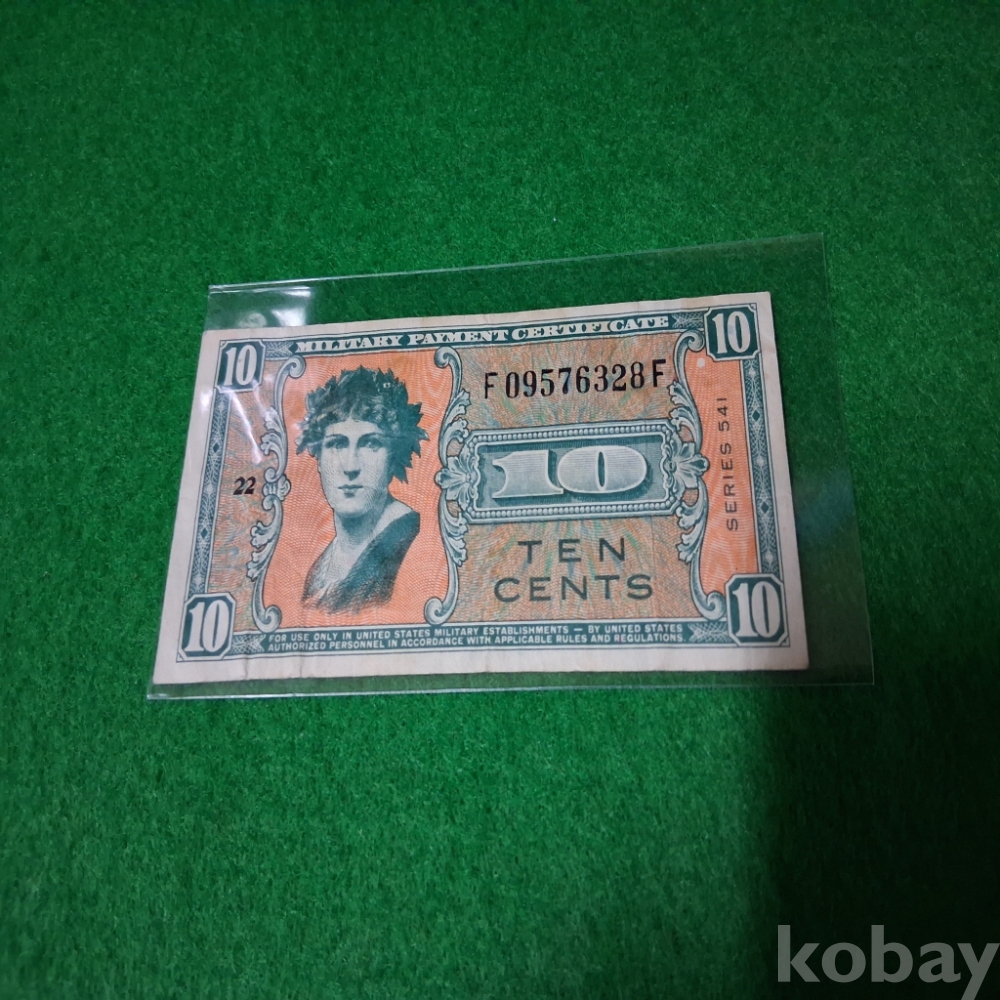 MILITARY PAYMENT CERTIFICATE
10
10
F09576328F
SERIES 541
22
10
TEN
CENTS
10
10
FOR USE ONLY IN UNITED STATES MILITARY ESTABLISHMENTS — BY UNITED STATES
AUTHORIZED PERSONNEL IN ACCORDANCE WITH APPLICABLE RULES AND REGULATIONS
kobay